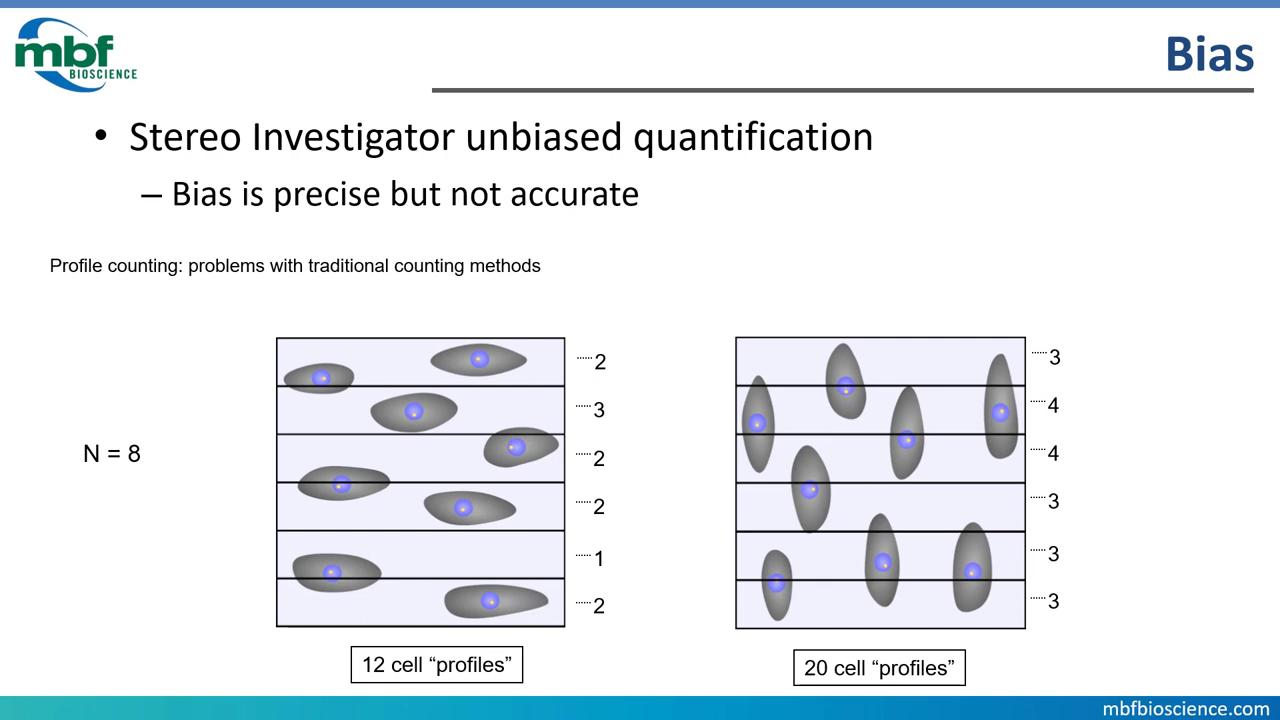 mbf
BIOSCIENCE
Bias
• Stereo Investigator unbiased quantification
– Bias is precise but not accurate
Profile counting: problems with traditional counting methods
N = 8
2
3
2
2
1
2
12 cell “profiles”
3
4
4
3
3
3
20 cell “profiles”
mbfbioscience.com